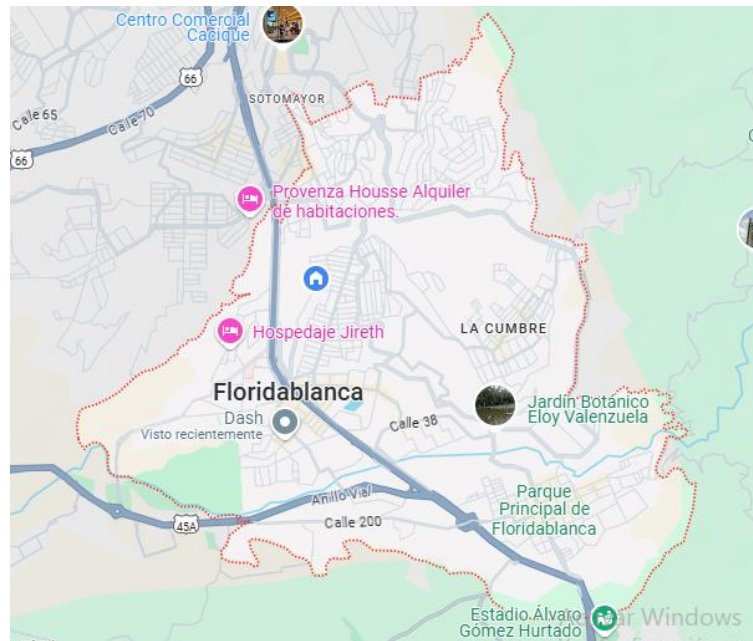 Centro Comercial
Cacique
66
SOTOMAYOR
Calle 65
Calle 70
66
Provenza Housse Alquiler
de habitaciones.
Hospedaje Jireth
LA CUMBRE
Floridablanca
Dash
Visto recientemente
Calle 38
Jardín Botánico
Eloy Valenzuela
Anillo Vial
45A
Calle 200
Parque
Principal de
Floridablanca
Estadio Álvaro
Gómez Hurtado
Windows